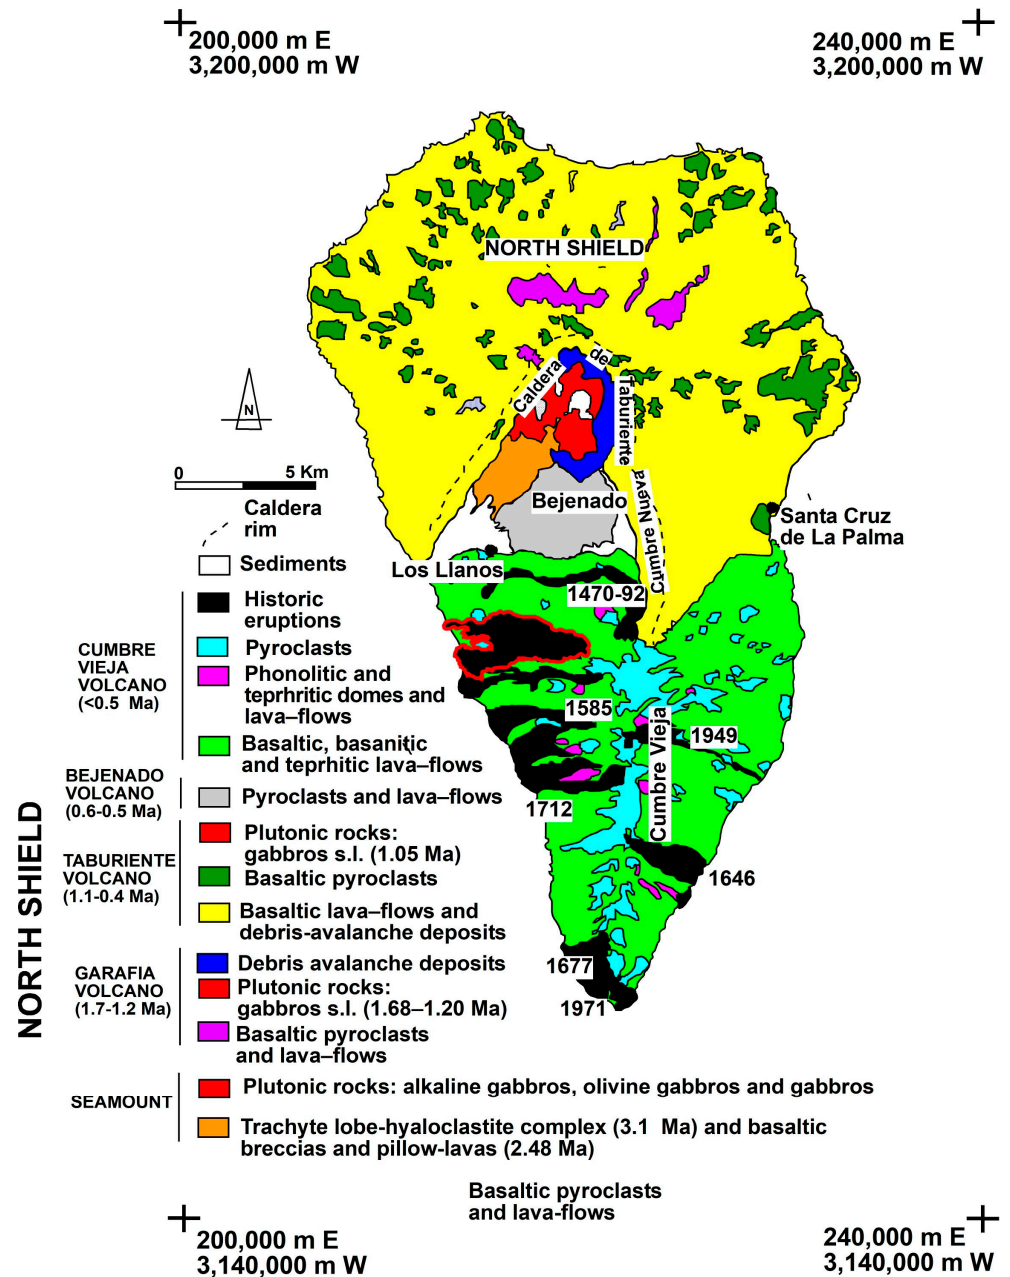 200,000 m E
3,200,000 m W
240,000 m E
3,200,000 m W
NORTH SHIELD
Caldera
de
Taburiente
N
0
5 Km
Bejenado
Cumbre Nueva
Santa Cruz
de La Palma
Caldera
rim
Los Llanos
Sediments
1470-92
Historic
eruptions
CUMBRE
VIEJA
VOLCANO
(<0.5 Ma)
Pyroclasts
Phonolitic and
teprhritic domes and
lava–flows
1585
1949
Cumbre Vieja
Basaltic, basanitic
and teprhitic lava–flows
BEJENADO
VOLCANO
(0.6-0.5 Ma)
Pyroclasts and lava–flows
1712
NORTH SHIELD
TABURIENTE
VOLCANO
(1.1-0.4 Ma)
Plutonic rocks:
gabbros s.l. (1.05 Ma)
Basaltic pyroclasts
1646
Basaltic lava–flows and
debris-avalanche deposits
GARAFIA
VOLCANO
(1.7-1.2 Ma)
Debris avalanche deposits
1677
Plutonic rocks:
gabbros s.l. (1.68–1.20 Ma)
1971
Basaltic pyroclasts
and lava–flows
SEAMOUNT
Plutonic rocks: alkaline gabbros, olivine gabbros and gabbros
Trachyte lobe-hyaloclastite complex (3.1 Ma) and basaltic
breccias and pillow-lavas (2.48 Ma)
Basaltic pyroclasts
and lava-flows
200,000 m E
3,140,000 m W
240,000 m E
3,140,000 m W